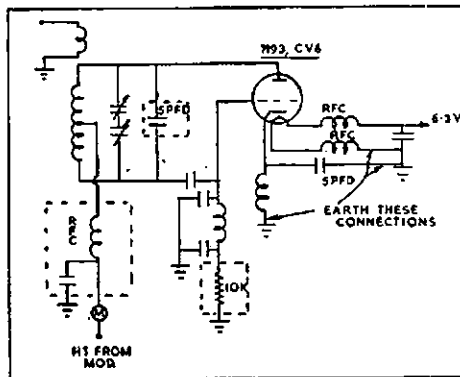 7193, CV6
5PFD
RFC
6·3V
RFC
5PFD
EARTH THESE
CONNECTIONS
RFC
10K
M
HT FROM
MOD.